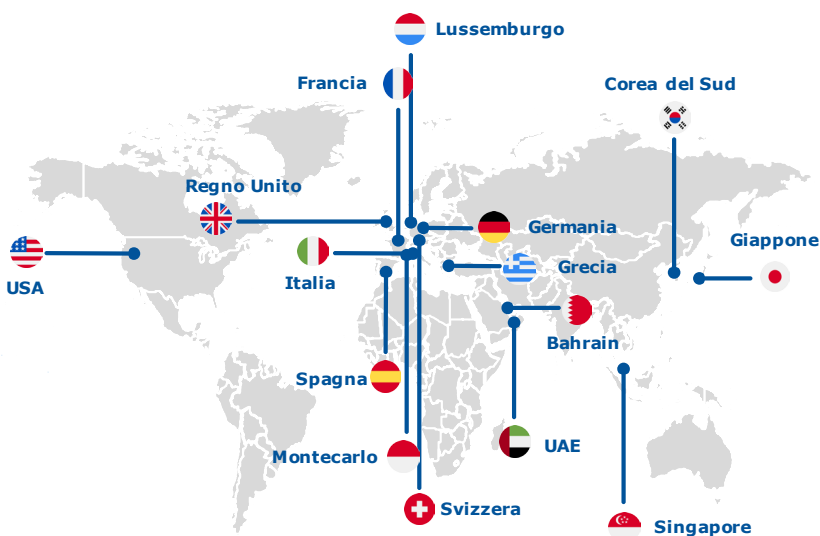 Lussemburgo
Francia
Corea del Sud
Regno Unito
Germania
Giappone
Grecia
Italia
USA
Bahrain
Spagna
UAE
Montecarlo
Svizzera
Singapore